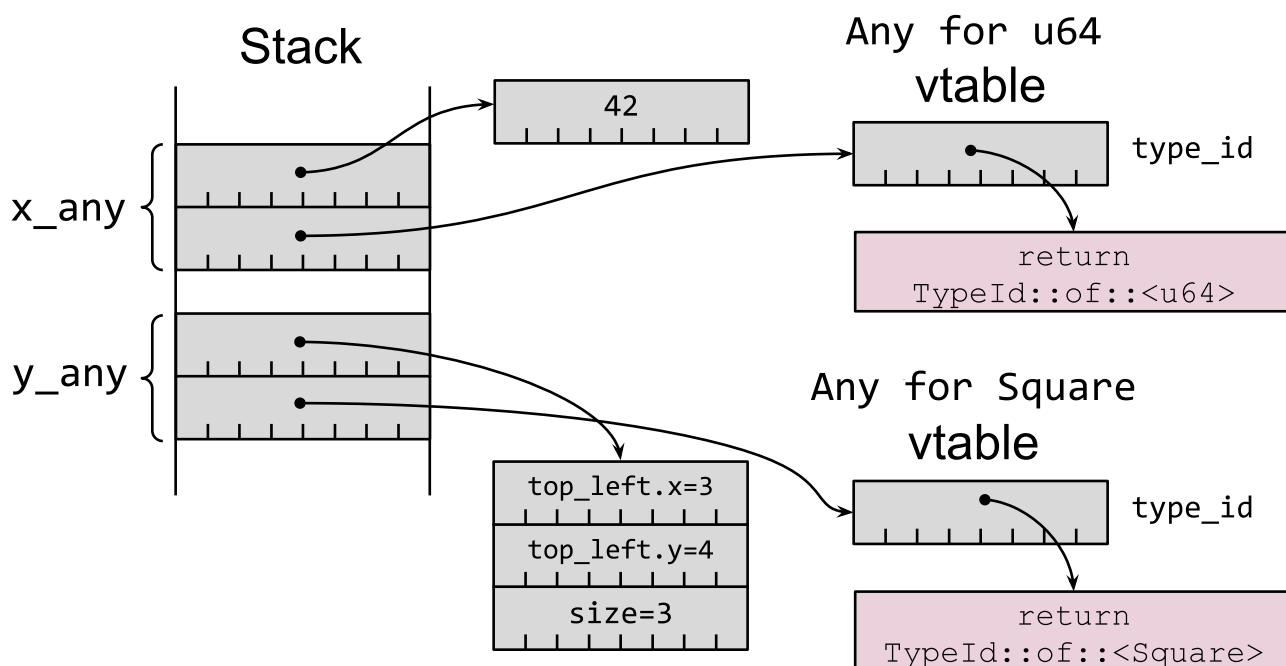 Stack
Any for u64
vtable
42
type_id
x_any
return
TypeId::of::<u64>
y_any
Any for Square
vtable
top_left.x=3
top_left.y=4
size=3
type_id
return
TypeId::of::<Square>